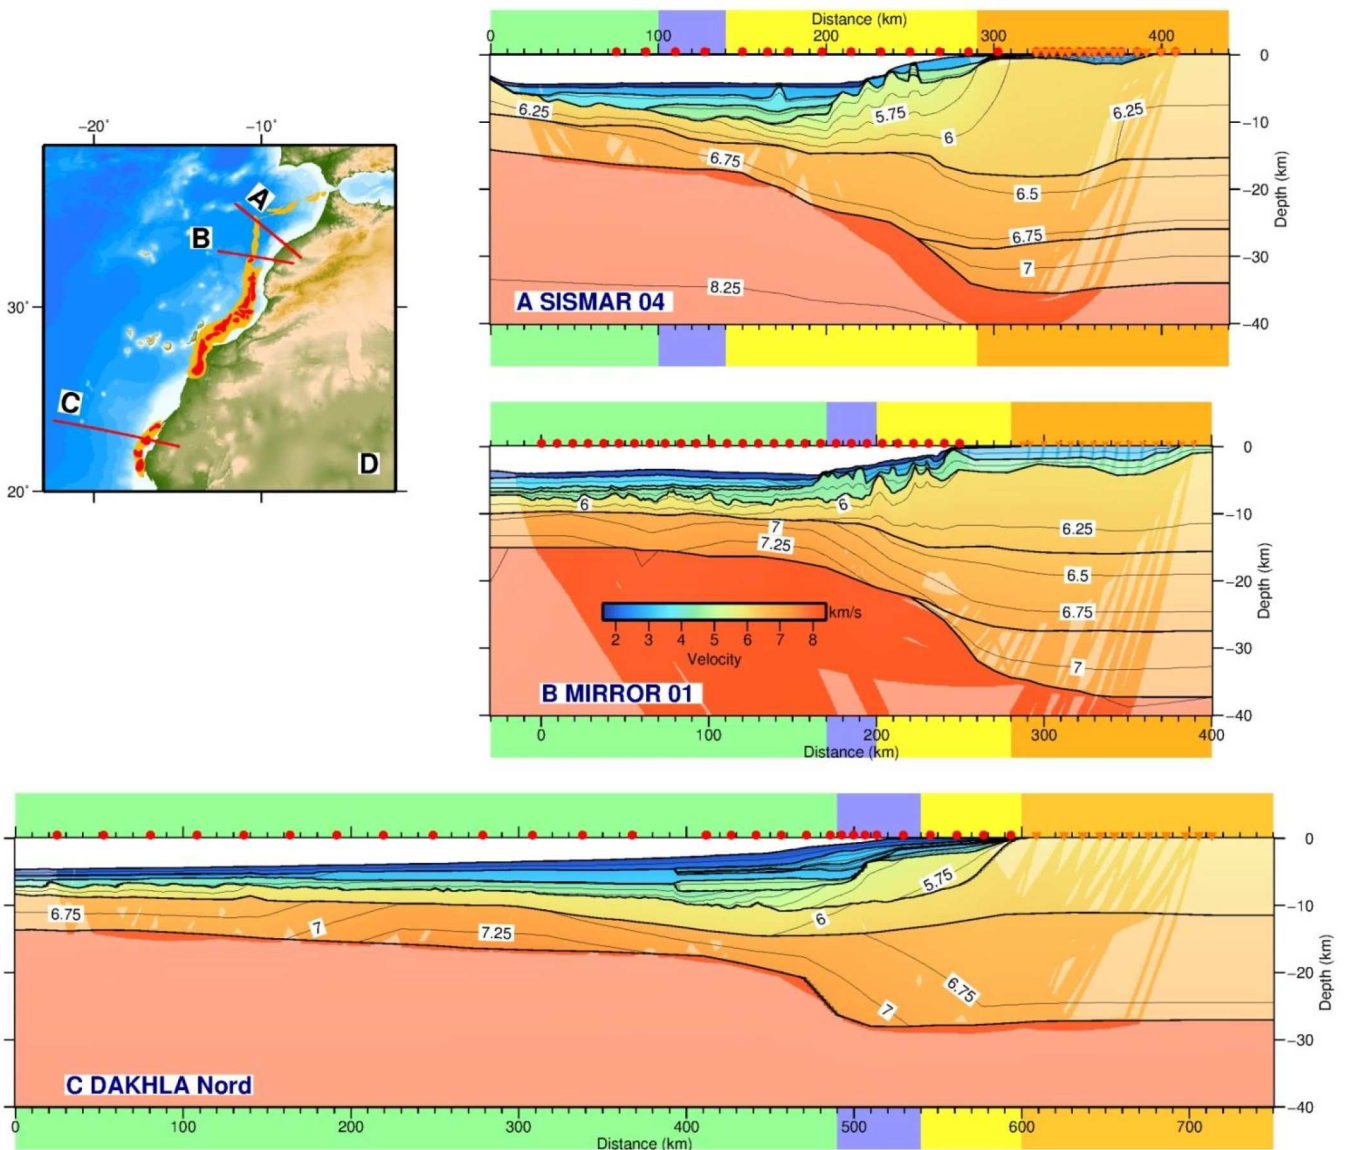 Distance (km)
0 100 200 300 400
0
6.25
5.75
6.25
6
−10
6.75
6.5
−20
6.75
7
−30
8.25
A SISMAR 04
−40
Depth (km)
−20° −10°
A
B
30°
C
D
20°
0
6
6
−10
7
6.25
7.25
6.5
−20
6.75
km/s
2 3 4 5 6 7 8
Velocity
−30
7
B MIRROR 01
−40
Depth (km)
0 100 200 300 400
Distance (km)
0
5.75
−10
6.75
7
7.25
6
−20
6.75
7
−30
C DAKHLA Nord
−40
Depth (km)
0 100 200 300 400 500 600 700
Distance (km)